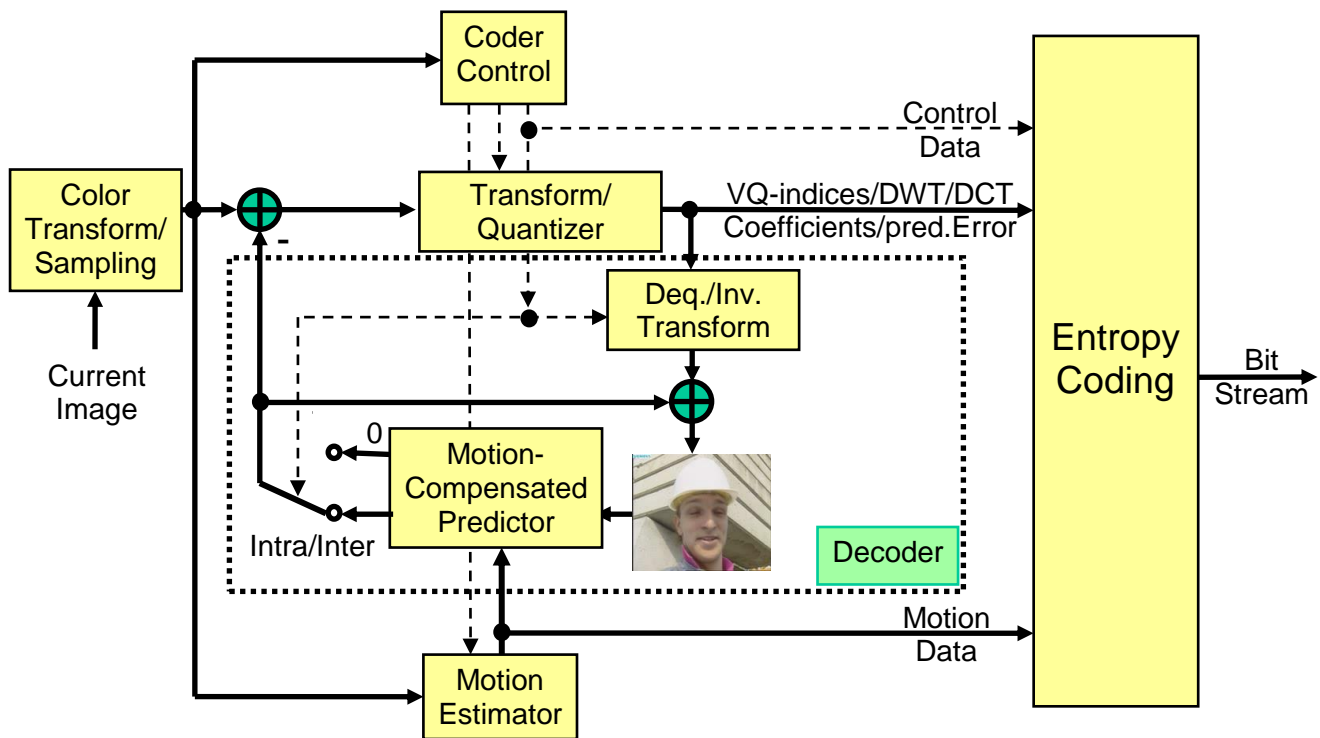 Coder
Control
Control
Data
Color
Transform/
Sampling
-
Transform/
Quantizer
VQ-indices/DWT/DCT
Coefficients/pred.Error
Deq./Inv.
Transform
Current
Image
Entropy
Coding
Bit
Stream
0
Motion-
Compensated
Predictor
Intra/Inter
Decoder
Motion
Data
Motion
Estimator